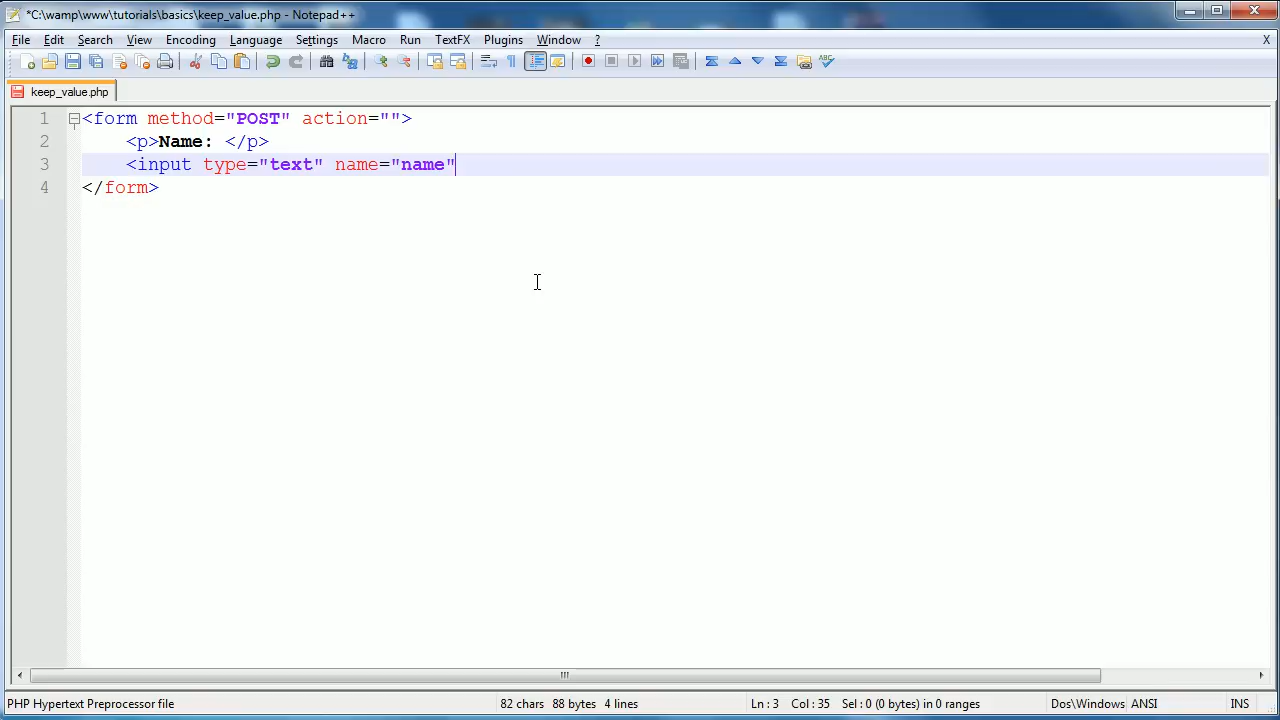 *C:\wamp\www\tutorials\basics\keep_value.php - Notepad++
File Edit Search View Encoding Language Settings Macro Run TextFX Plugins Window ? X
keep_value.php
1 <form method="POST" action="">
2 <p>Name: </p>
3 <input type="text" name="name"
4 </form>
PHP Hypertext Preprocessor file 82 chars 88 bytes 4 lines Ln : 3 Col : 35 Sel : 0 (0 bytes) in 0 ranges Dos\Windows ANSI INS